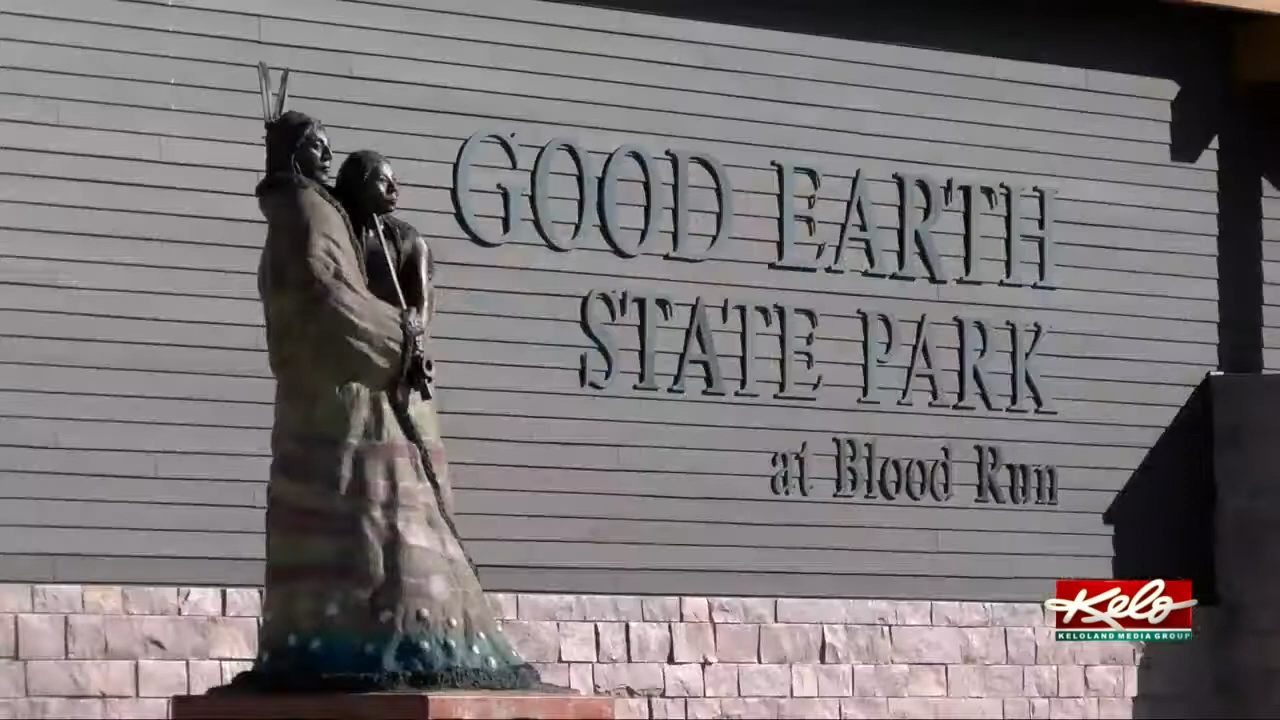 GOOD EARTH
STATE PARK
at Blood Run
Kelo
KELOLAND MEDIA GROUP